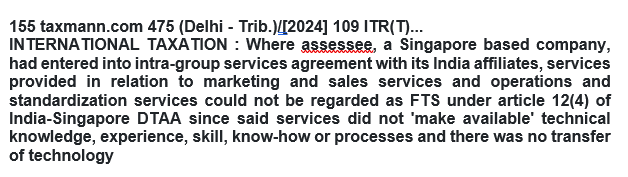 155 taxmann.com 475 (Delhi - Trib.)/[2024] 109 ITR(T)...
INTERNATIONAL TAXATION : Where assessee, a Singapore based company,
had entered into intra-group services agreement with its India affiliates, services
provided in relation to marketing and sales services and operations and
standardization services could not be regarded as FTS under article 12(4) of
India-Singapore DTAA since said services did not 'make available' technical
knowledge, experience, skill, know-how or processes and there was no transfer
of technology